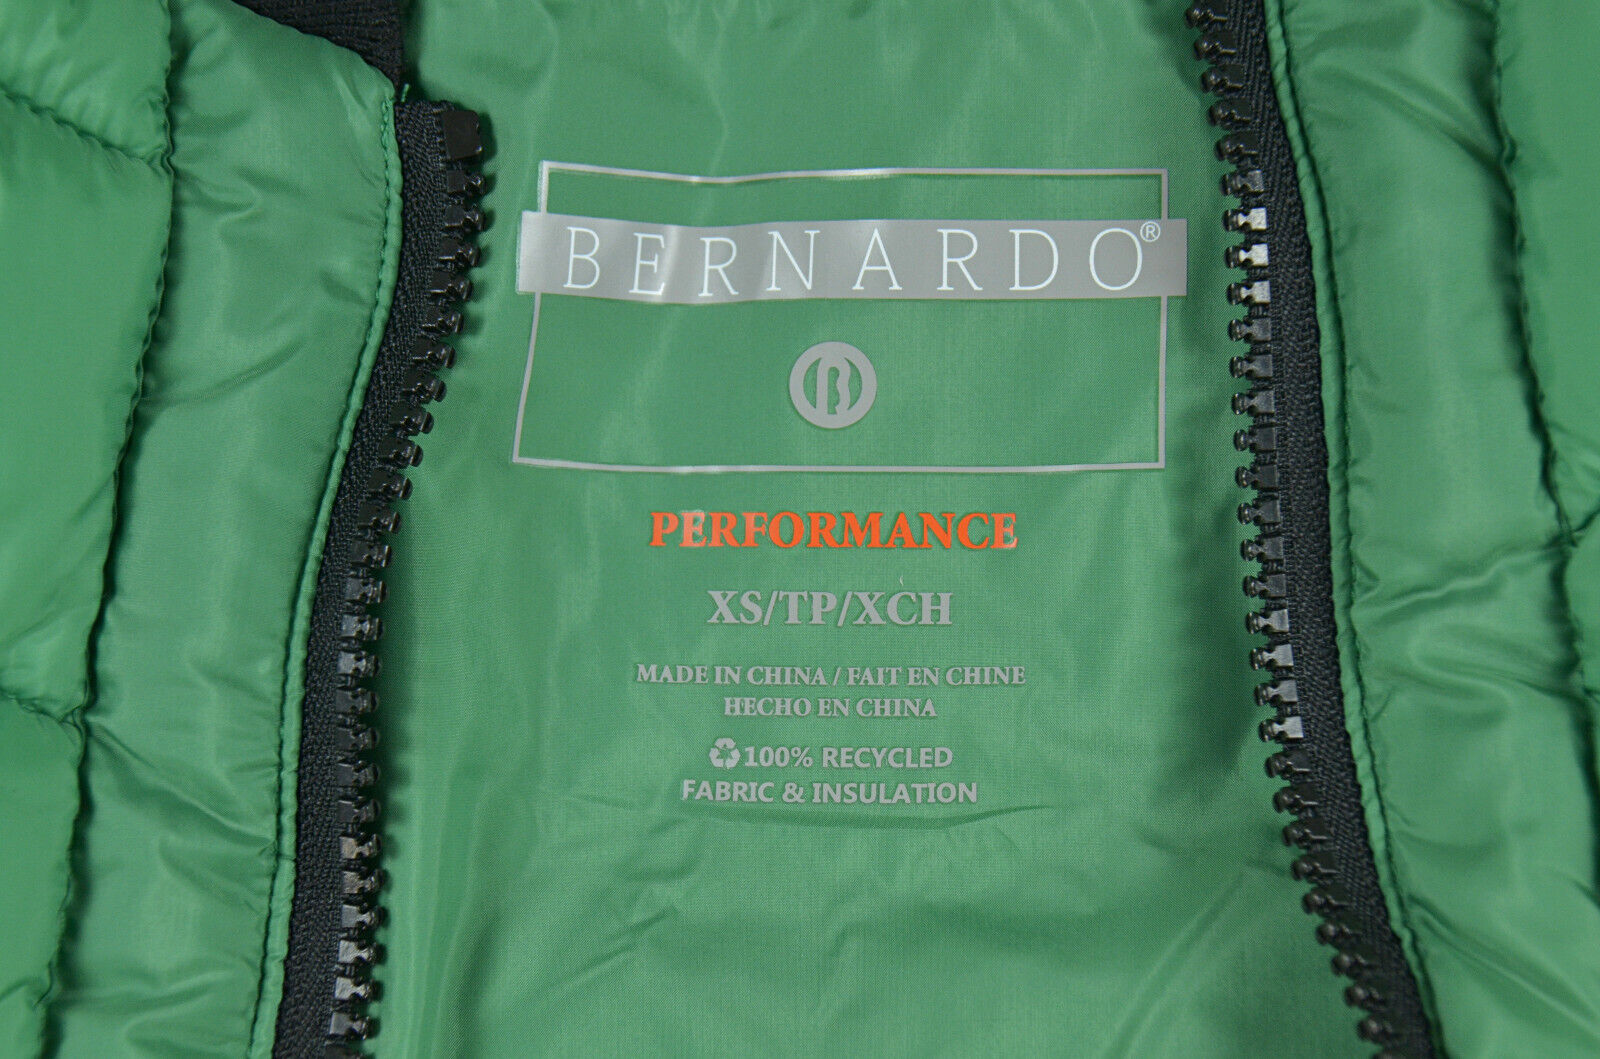 BERNARDO®
B
PERFORMANCE
XS/TP/XCH
MADE IN CHINA / FAIT EN CHINE
HECHO EN CHINA
100% RECYCLED
FABRIC & INSULATION